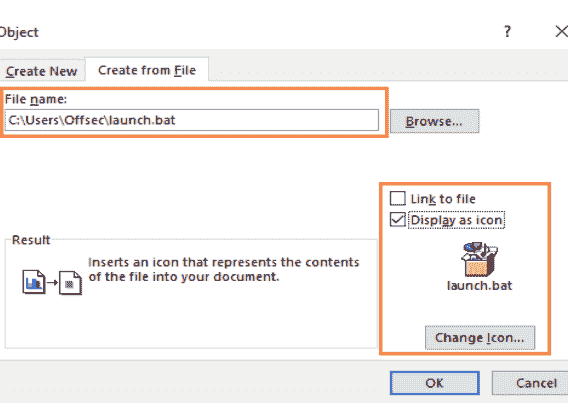 Object
?
Create New
Create from File
File name:
C:\Users\Offsec\launch.bat
Browse...
Link to file
Display as icon
Result
Inserts an icon that represents the contents
of the file into your document.
launch.bat
Change Icon...
OK
Cancel